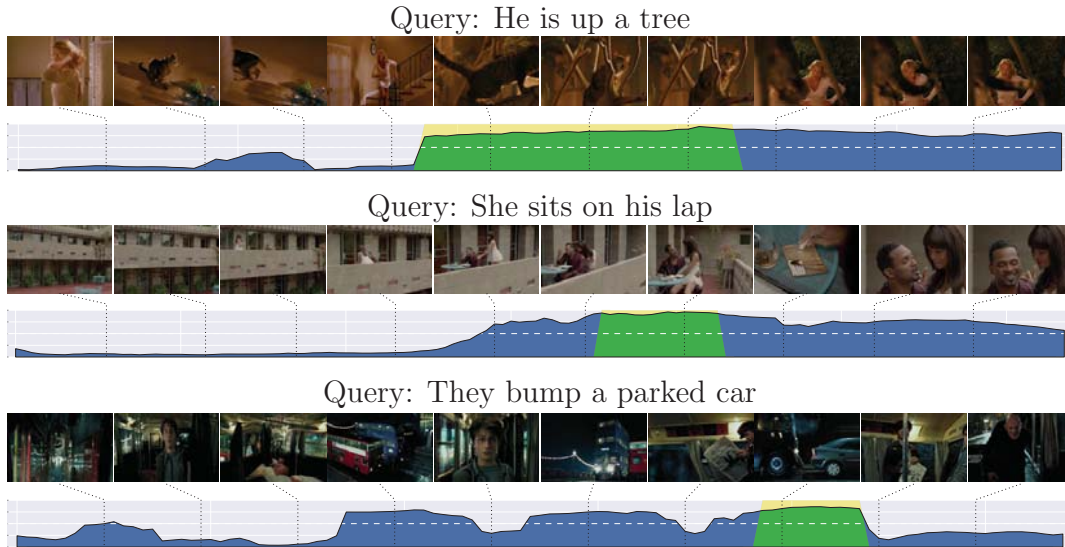 Query: He is up a tree
Query: She sits on his lap
Query: They bump a parked car